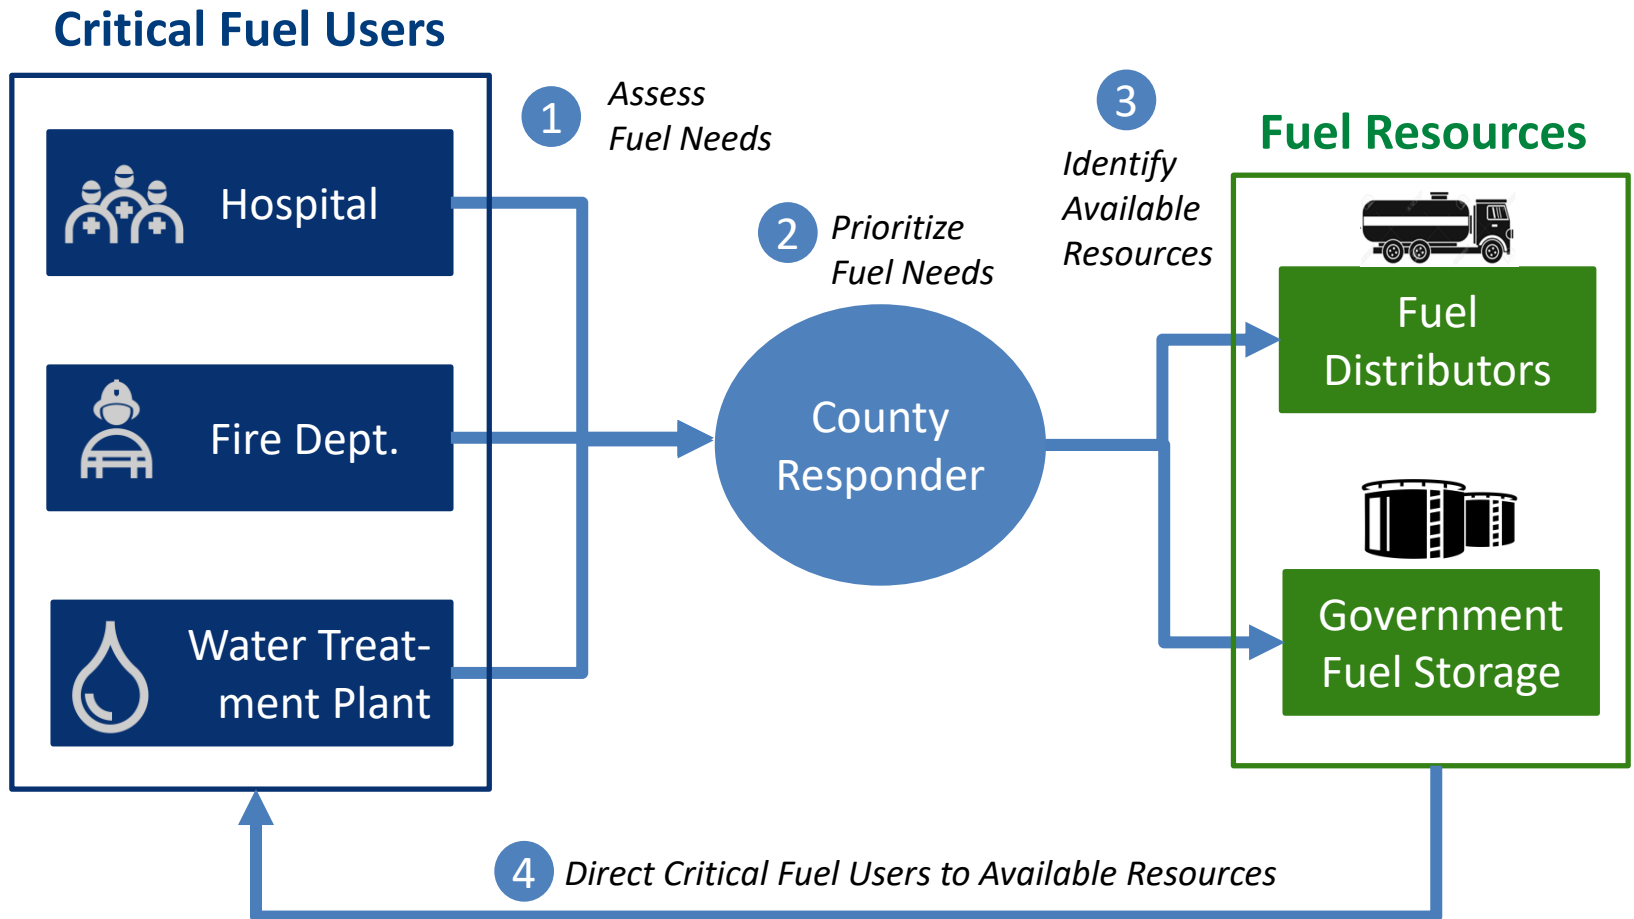 Critical Fuel Users
1
Assess
Fuel Needs
3
Fuel Resources
Identify
Available
Resources
Hospital
2
Prioritize
Fuel Needs
Fuel
Distributors
County
Responder
Fire Dept.
Government
Fuel Storage
Water Treat-
ment Plant
4
Direct Critical Fuel Users to Available Resources